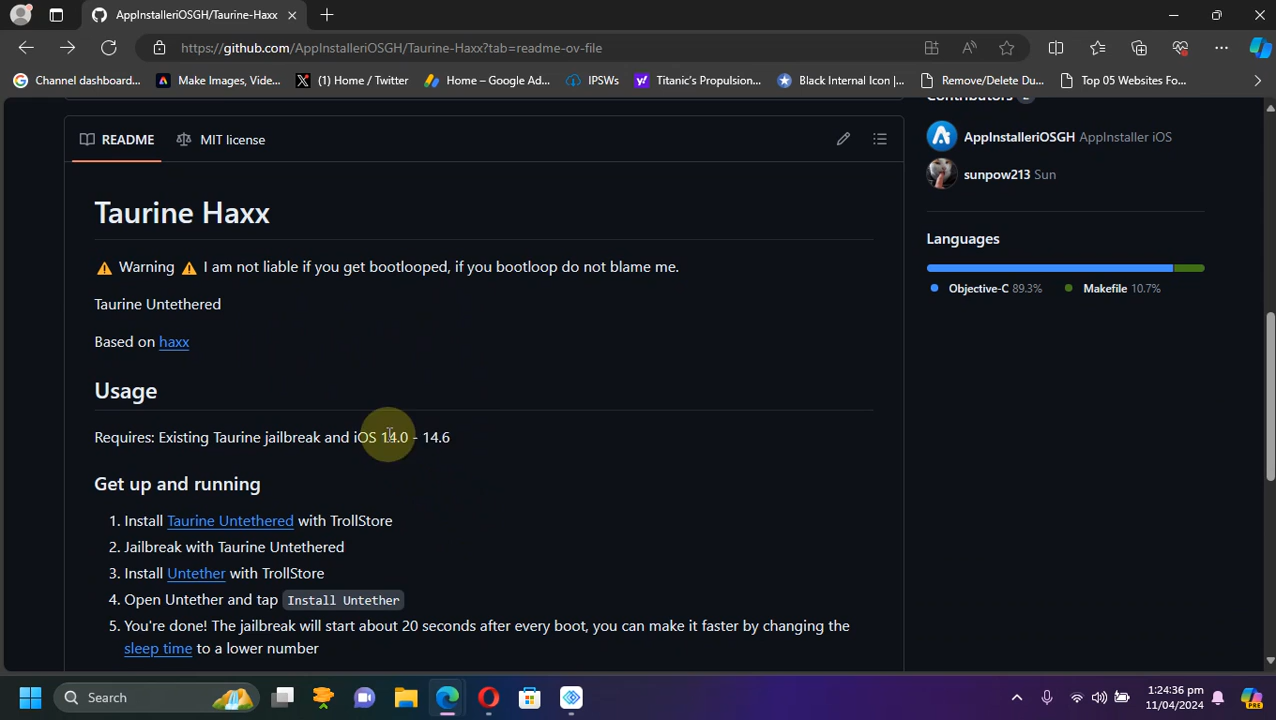 AppInstalleriOSGH/Taurine-Haxx
https://github.com/AppInstalleriOSGH/Taurine-Haxx?tab=readme-ov-file
Channel dashboard... Make Images, Vide... (1) Home / Twitter Home – Google Ad... IPSWs Titanic's Propulsion... Black Internal Icon |... Remove/Delete Du... Top 05 Websites Fo...
Contributors 2
README MIT license
AppInstalleriOSGH AppInstaller iOS
sunpow213 Sun
Taurine Haxx
Languages
⚠ Warning ⚠ I am not liable if you get bootlooped, if you bootloop do not blame me.
Objective-C 89.3% Makefile 10.7%
Taurine Untethered
Based on haxx
Usage
Requires: Existing Taurine jailbreak and iOS 14.0 - 14.6
Get up and running
1. Install Taurine Untethered with TrollStore
2. Jailbreak with Taurine Untethered
3. Install Untether with TrollStore
4. Open Untether and tap Install Untether
5. You're done! The jailbreak will start about 20 seconds after every boot, you can make it faster by changing the
sleep time to a lower number
Search
1:24:36 pm
11/04/2024
PRE